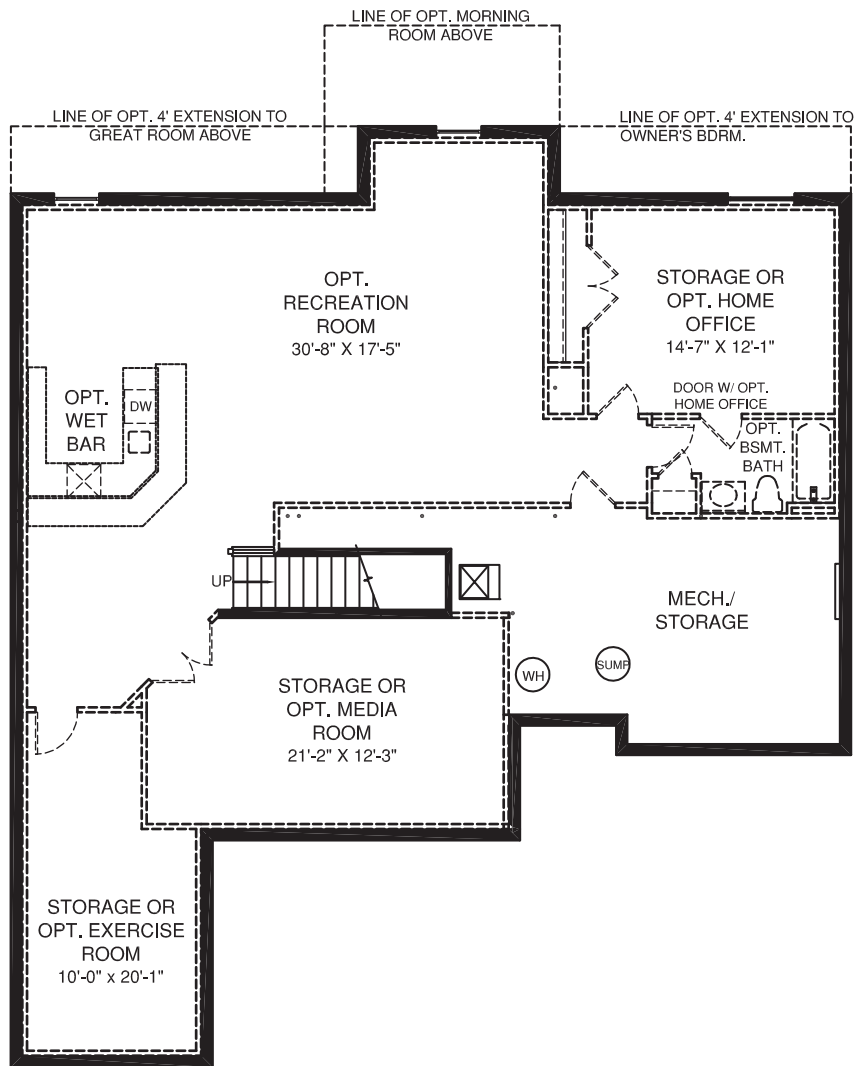 LINE OF OPT. MORNING
ROOM ABOVE
LINE OF OPT. 4' EXTENSION TO
GREAT ROOM ABOVE
LINE OF OPT. 4' EXTENSION TO
OWNER'S BDRM.
OPT.
RECREATION
ROOM
30'-8" X 17'-5"
STORAGE OR
OPT. HOME
OFFICE
14'-7" X 12'-1"
DOOR W/ OPT.
HOME OFFICE
OPT.
WET
BAR
DW
OPT.
BSMT.
BATH
UP
MECH./
STORAGE
WH
SUMP
STORAGE OR
OPT. MEDIA
ROOM
21'-2" X 12'-3"
STORAGE OR
OPT. EXERCISE
ROOM
10'-0" x 20'-1"